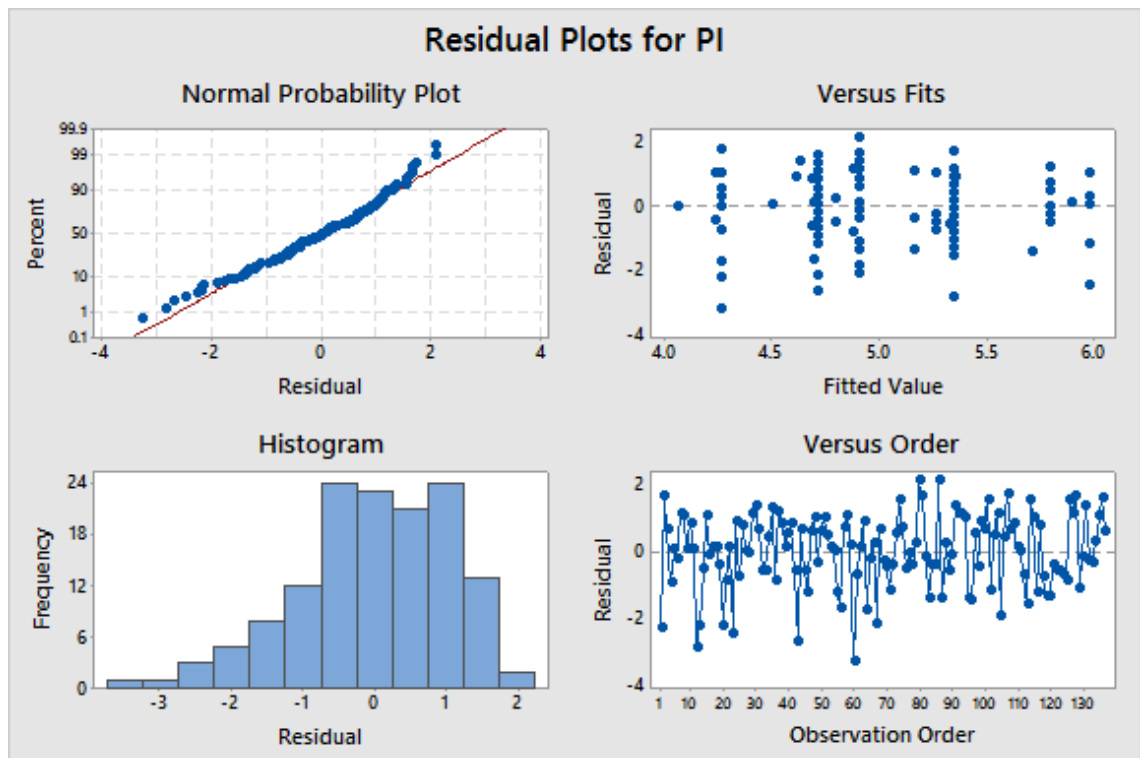 Residual Plots for PI
Normal Probability Plot
99.9
99
90
50
10
1
0.1
Percent
-4 -2 0 2 4
Residual
Versus Fits
2
0
-2
-4
Residual
4.0 4.5 5.0 5.5 6.0
Fitted Value
Histogram
24
18
12
6
0
Frequency
-3 -2 -1 0 1 2
Residual
Versus Order
2
0
-2
-4
Residual
1 10 20 30 40 50 60 70 80 90 100 110 120 130
Observation Order